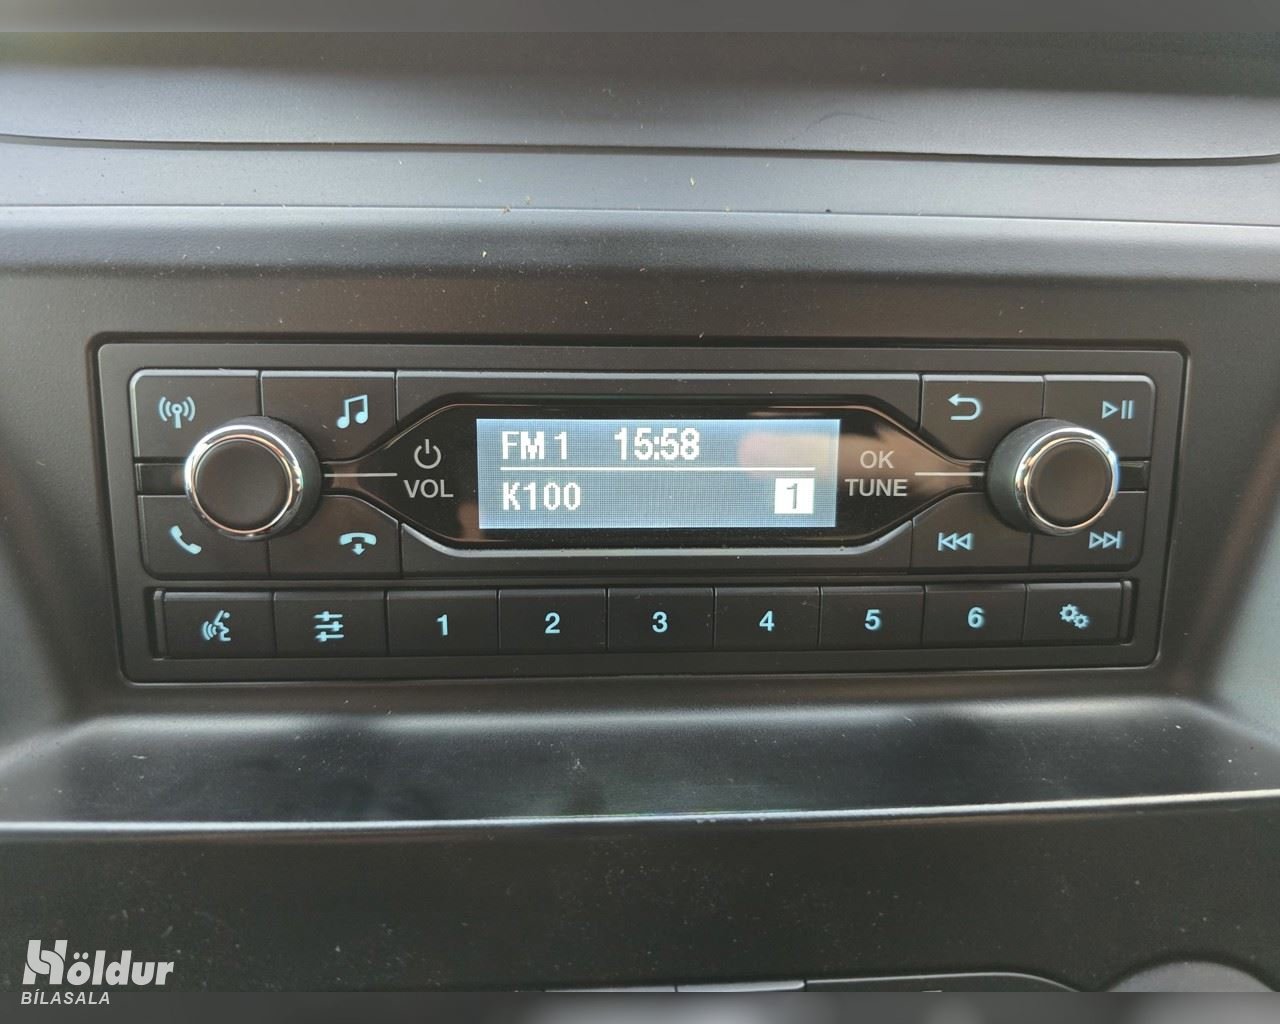 FM 1 15:58
K100 1
VOL
OK
TUNE
1 2 3 4 5 6
Höldur
BÍLASALA